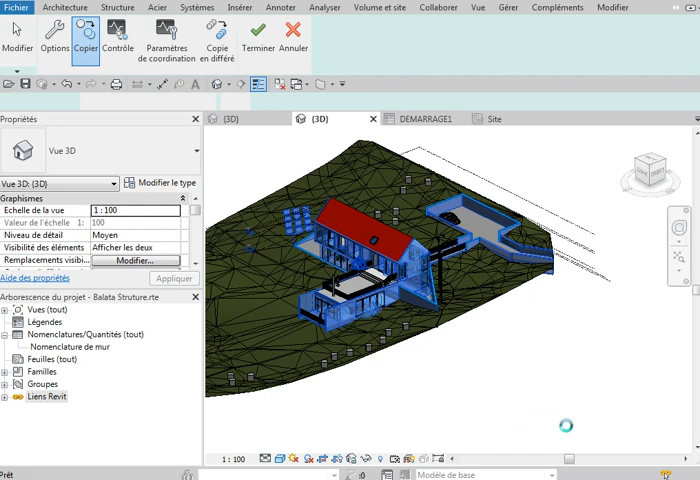 Fichier Architecture Structure Acier Systèmes Insérer Annoter Analyser Volume et site Collaborer Vue Gérer Compléments Modifier
Modifier Options Copier Contrôle Paramètres de coordination Copie en différé Terminer Annuler
Propriétés
{3D} {3D} DEMARRAGE1 Site
Vue 3D
Vue 3D: {3D} Modifier le type
Graphismes
Echelle de la vue 1 : 100
Valeur de l'échelle 1: 100
Niveau de détail Moyen
Visibilité des éléments Afficher les deux
Remplacements visibi... Modifier...
Aide des propriétés Appliquer
Arborescence du projet - Balata Struture.rte
Vues (tout)
Légendes
Nomenclatures/Quantités (tout)
Nomenclature de mur
Feuilles (tout)
Familles
Groupes
Liens Revit
1 : 100
Prêt :0 Modèle de base